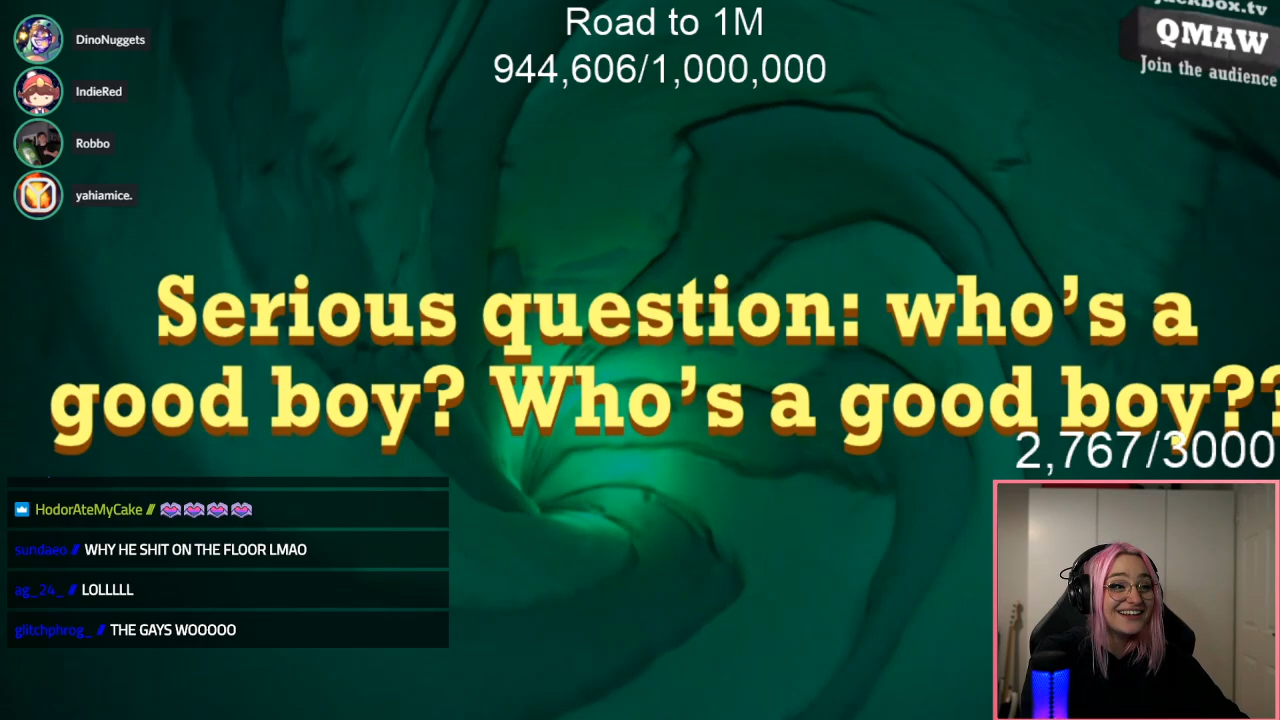 DinoNuggets
IndieRed
Robbo
yahiamice.
Road to 1M
944,606/1,000,000
jackbox.tv
QMAW
Join the audience
Serious question: who's a
good boy? Who's a good boy??
2,767/3000
HodorAteMyCake //
sundaeo // WHY HE SHIT ON THE FLOOR LMAO
ag_24_ // LOLLLLL
glitchphrog_ // THE GAYS WOOOOO